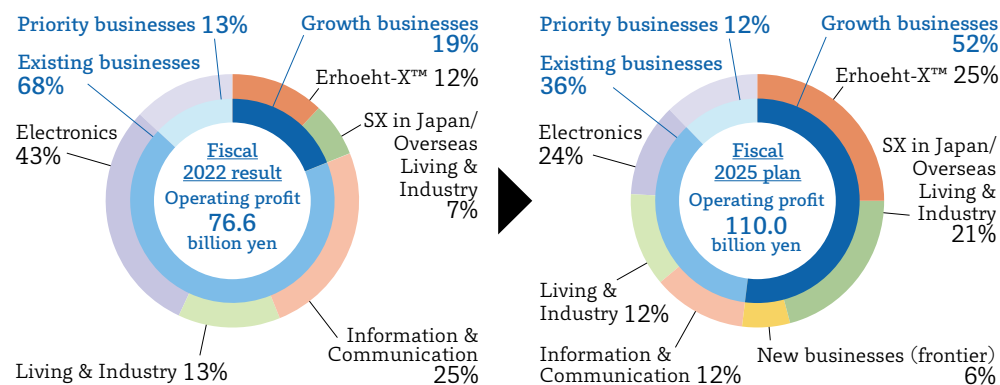 Priority businesses 13%
Growth businesses
19%
Existing businesses
68%
Erhoeht-X™ 12%
Electronics
43%
SX in Japan/
Overseas
Living &
Industry
7%
Fiscal
2022 result
Operating profit
76.6
billion yen
Information &
Communication
25%
Living & Industry 13%
Priority businesses 12%
Growth businesses
52%
Existing businesses
36%
Erhoeht-X™ 25%
Electronics
24%
SX in Japan/
Overseas
Living &
Industry
21%
Fiscal
2025 plan
Operating profit
110.0
billion yen
Living &
Industry 12%
Information &
Communication 12%
New businesses (frontier)
6%